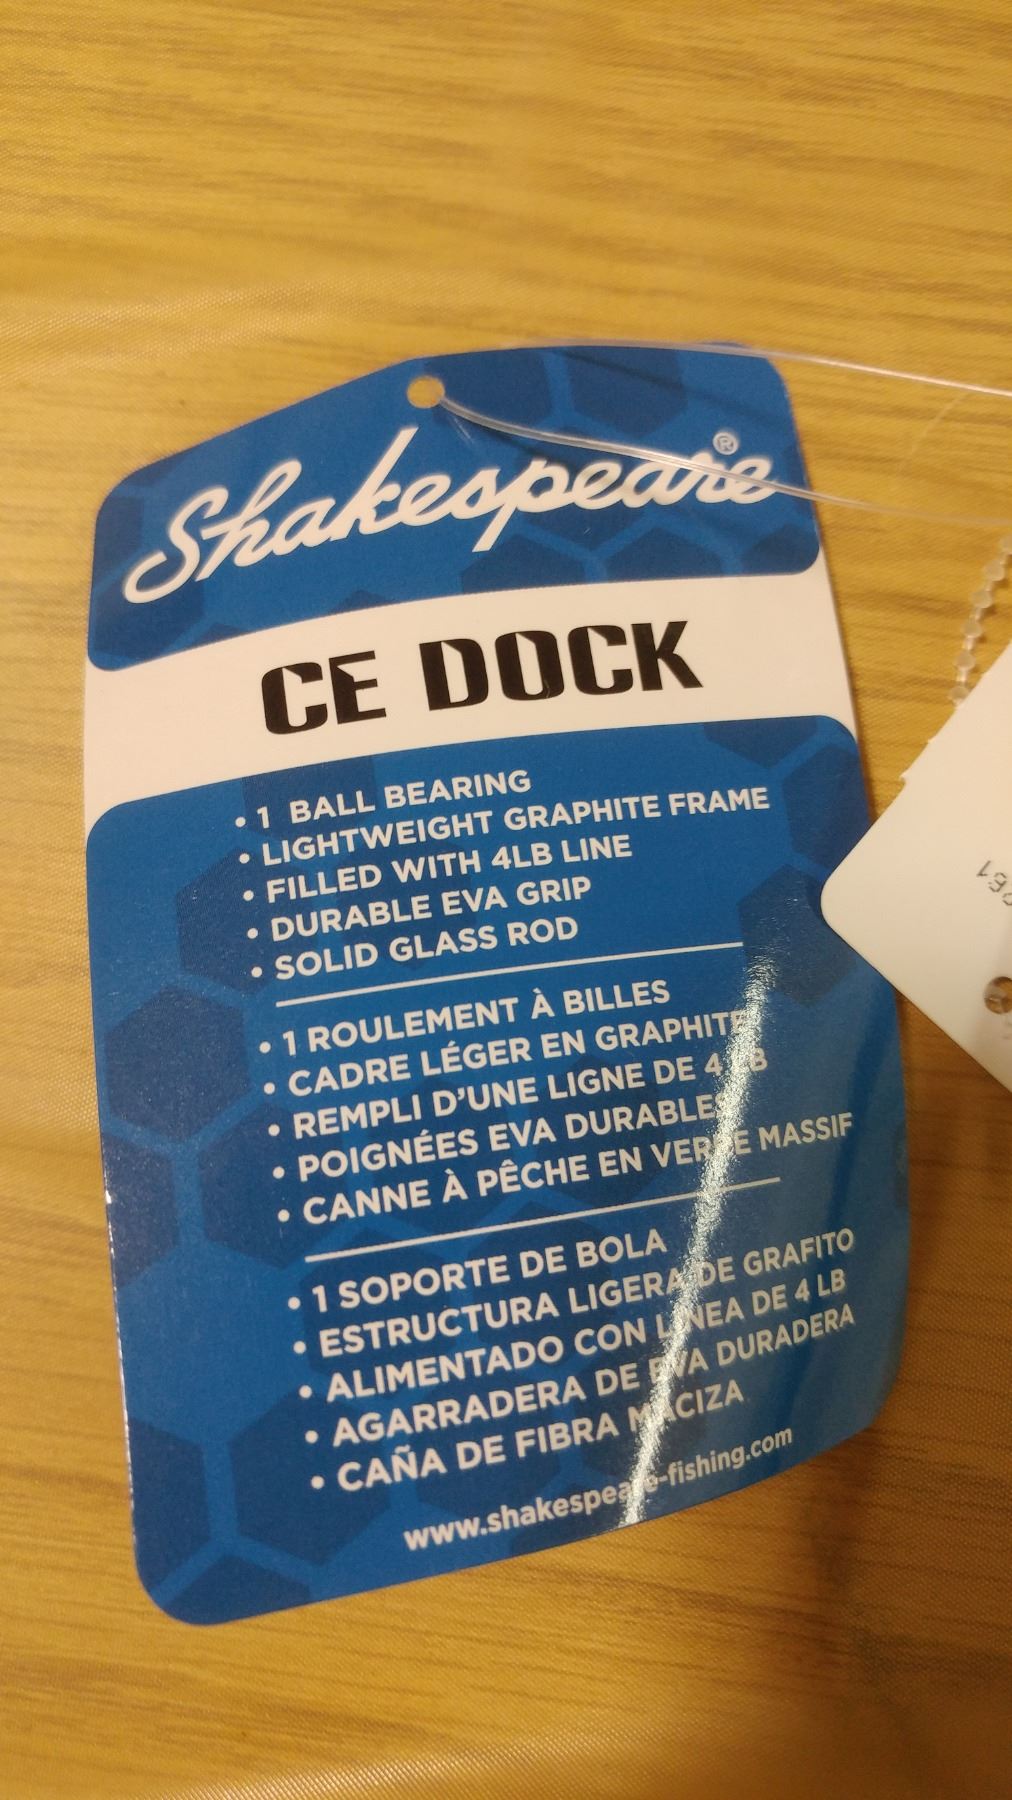 Shakespeare®
CE DOCK
• 1 BALL BEARING
• LIGHTWEIGHT GRAPHITE FRAME
• FILLED WITH 4LB LINE
• DURABLE EVA GRIP
• SOLID GLASS ROD
• 1 ROULEMENT À BILLES
• CADRE LÉGER EN GRAPHITE
• REMPLI D'UNE LIGNE DE 4 LB
• POIGNÉES EVA DURABLES
• CANNE À PÊCHE EN VERRE MASSIF
• 1 SOPORTE DE BOLA
• ESTRUCTURA LIGERA DE GRAFITO
• ALIMENTADO CON LINEA DE 4 LB
• AGARRADERA DE EVA DURADERA
• CAÑA DE FIBRA MACIZA
www.shakespeare-fishing.com